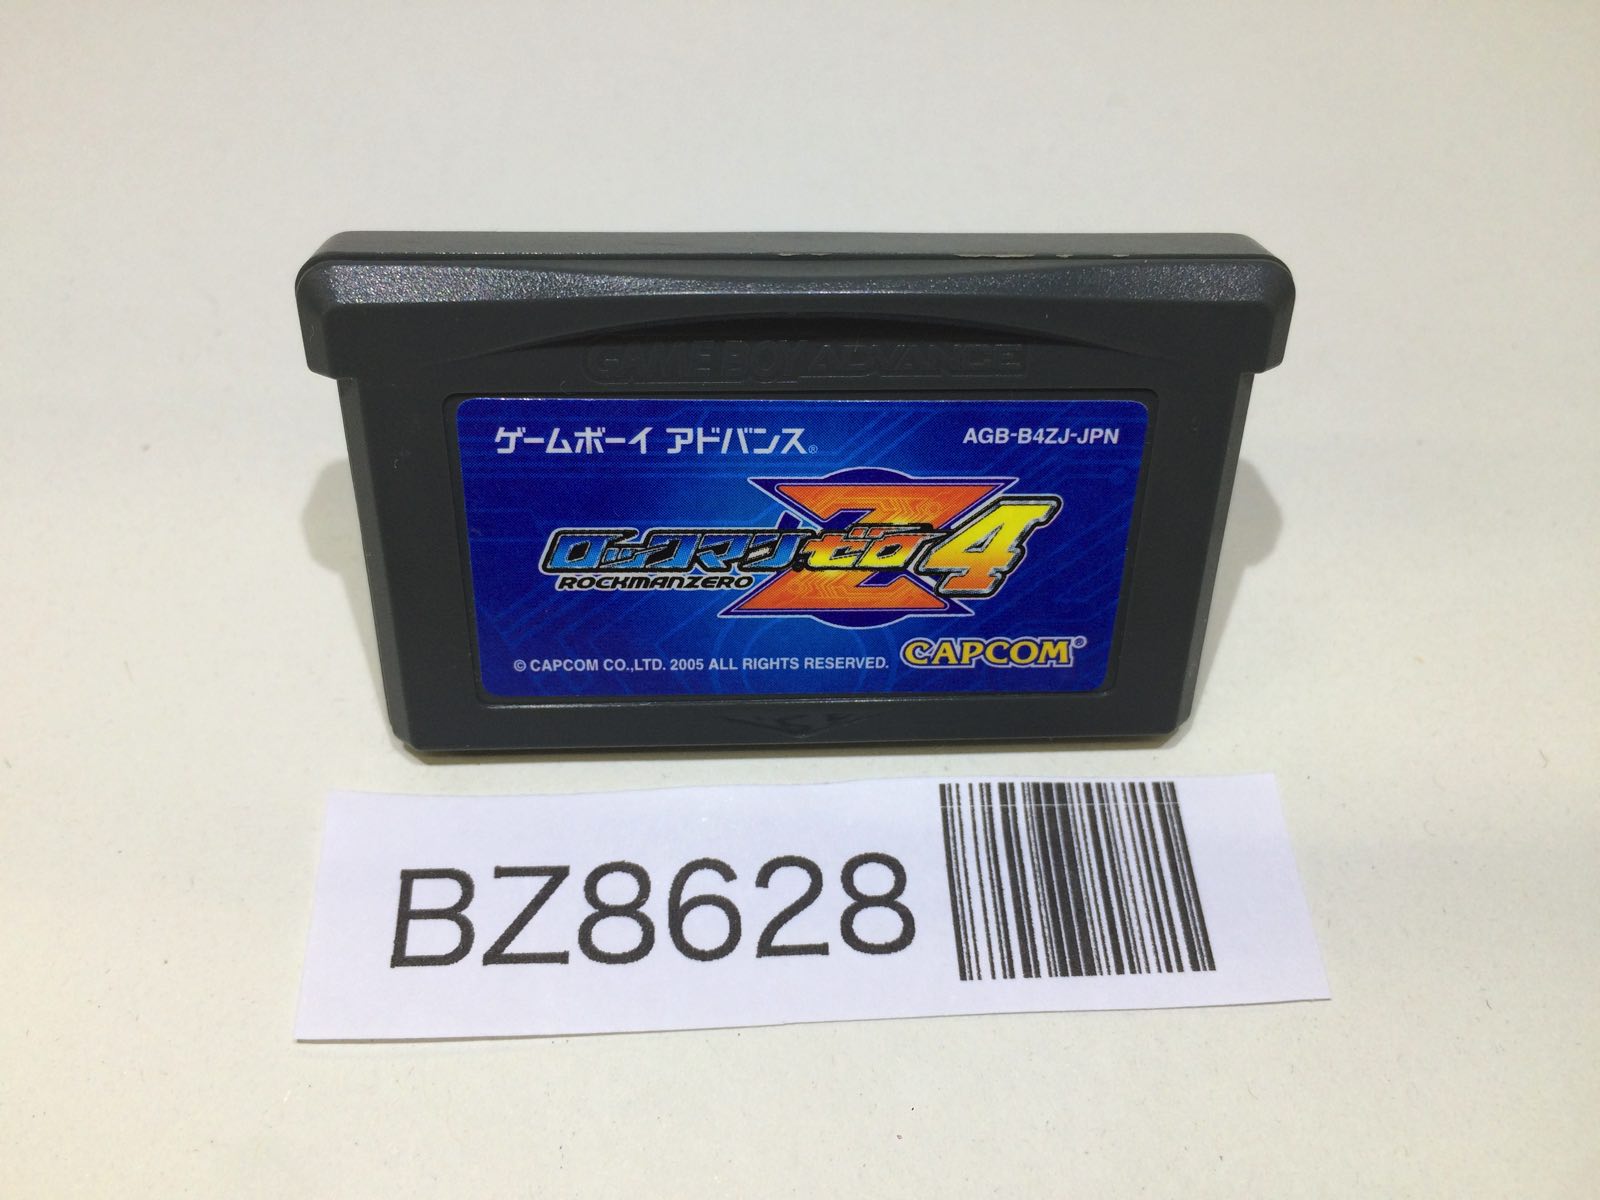 GAME BOY ADVANCE
ゲームボーイ アドバンス®
AGB-B4ZJ-JPN
ロックマン ゼロ4
ROCKMANZERO
© CAPCOM CO.,LTD. 2005 ALL RIGHTS RESERVED.
CAPCOM®
BZ8628